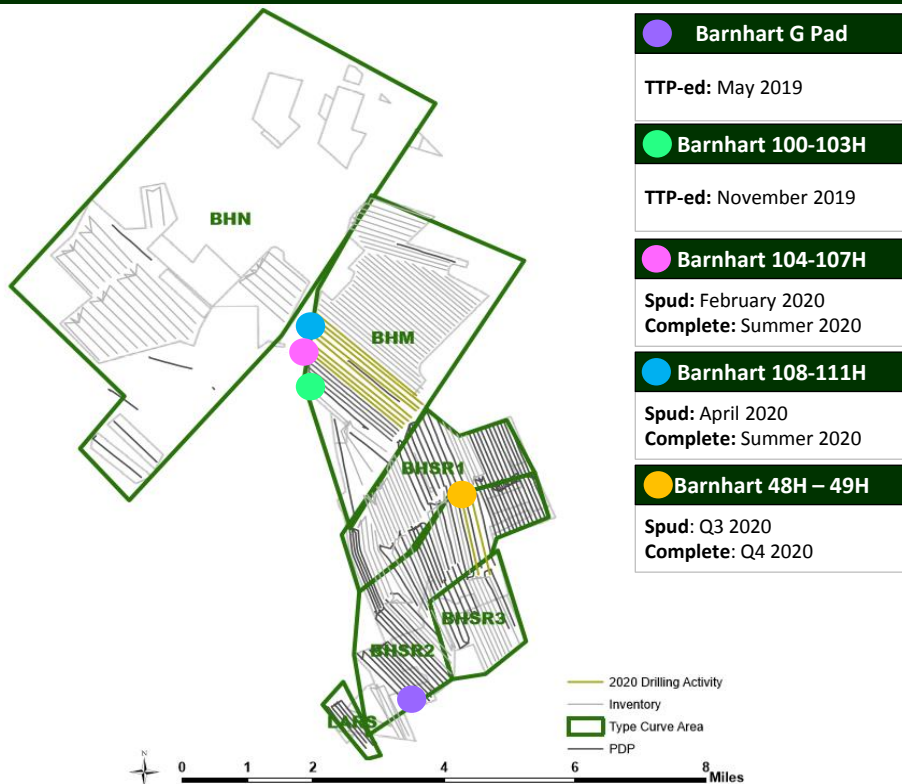 Barnhart G Pad
TTP-ed: May 2019
Barnhart 100-103H
TTP-ed: November 2019
Barnhart 104-107H
Spud: February 2020
Complete: Summer 2020
Barnhart 108-111H
Spud: April 2020
Complete: Summer 2020
Barnhart 48H – 49H
Spud: Q3 2020
Complete: Q4 2020
BHN
BHM
BHSR1
BHSR3
BHSR2
LARS
2020 Drilling Activity
Inventory
Type Curve Area
PDP
N
0 1 2 4 6 8
Miles